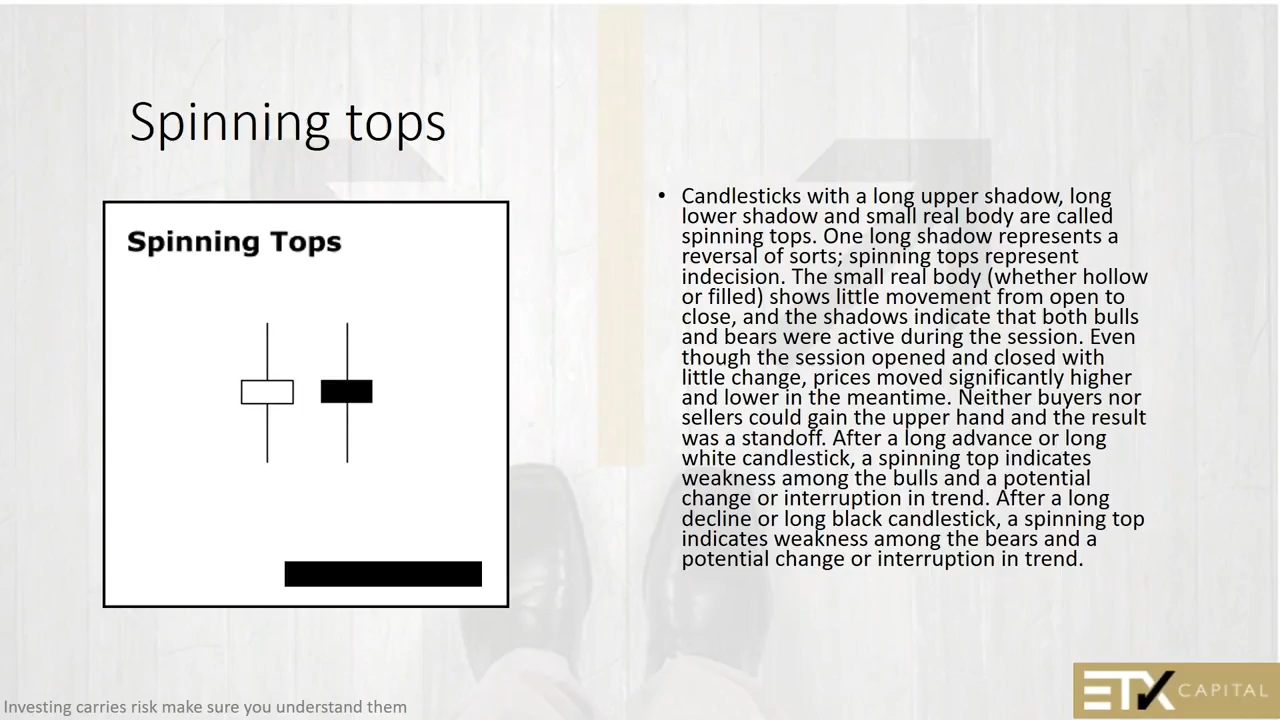 Spinning tops
Spinning Tops
• Candlesticks with a long upper shadow, long
lower shadow and small real body are called
spinning tops. One long shadow represents a
reversal of sorts; spinning tops represent
indecision. The small real body (whether hollow
or filled) shows little movement from open to
close, and the shadows indicate that both bulls
and bears were active during the session. Even
though the session opened and closed with
little change, prices moved significantly higher
and lower in the meantime. Neither buyers nor
sellers could gain the upper hand and the result
was a standoff. After a long advance or long
white candlestick, a spinning top indicates
weakness among the bulls and a potential
change or interruption in trend. After a long
decline or long black candlestick, a spinning top
indicates weakness among the bears and a
potential change or interruption in trend.
Investing carries risk make sure you understand them
ETX CAPITAL